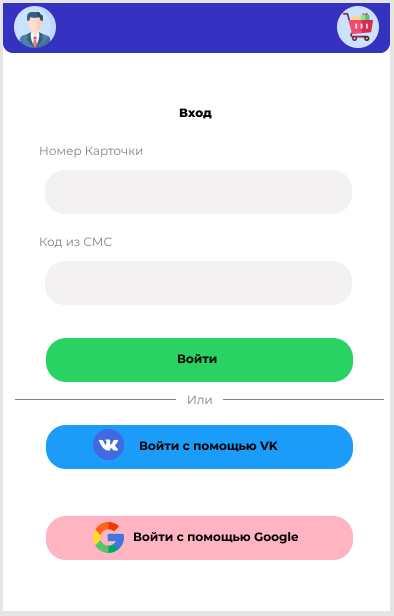 Вход
Номер Карточки
Код из СМС
Войти
Или
Войти с помощью VK
Войти с помощью Google